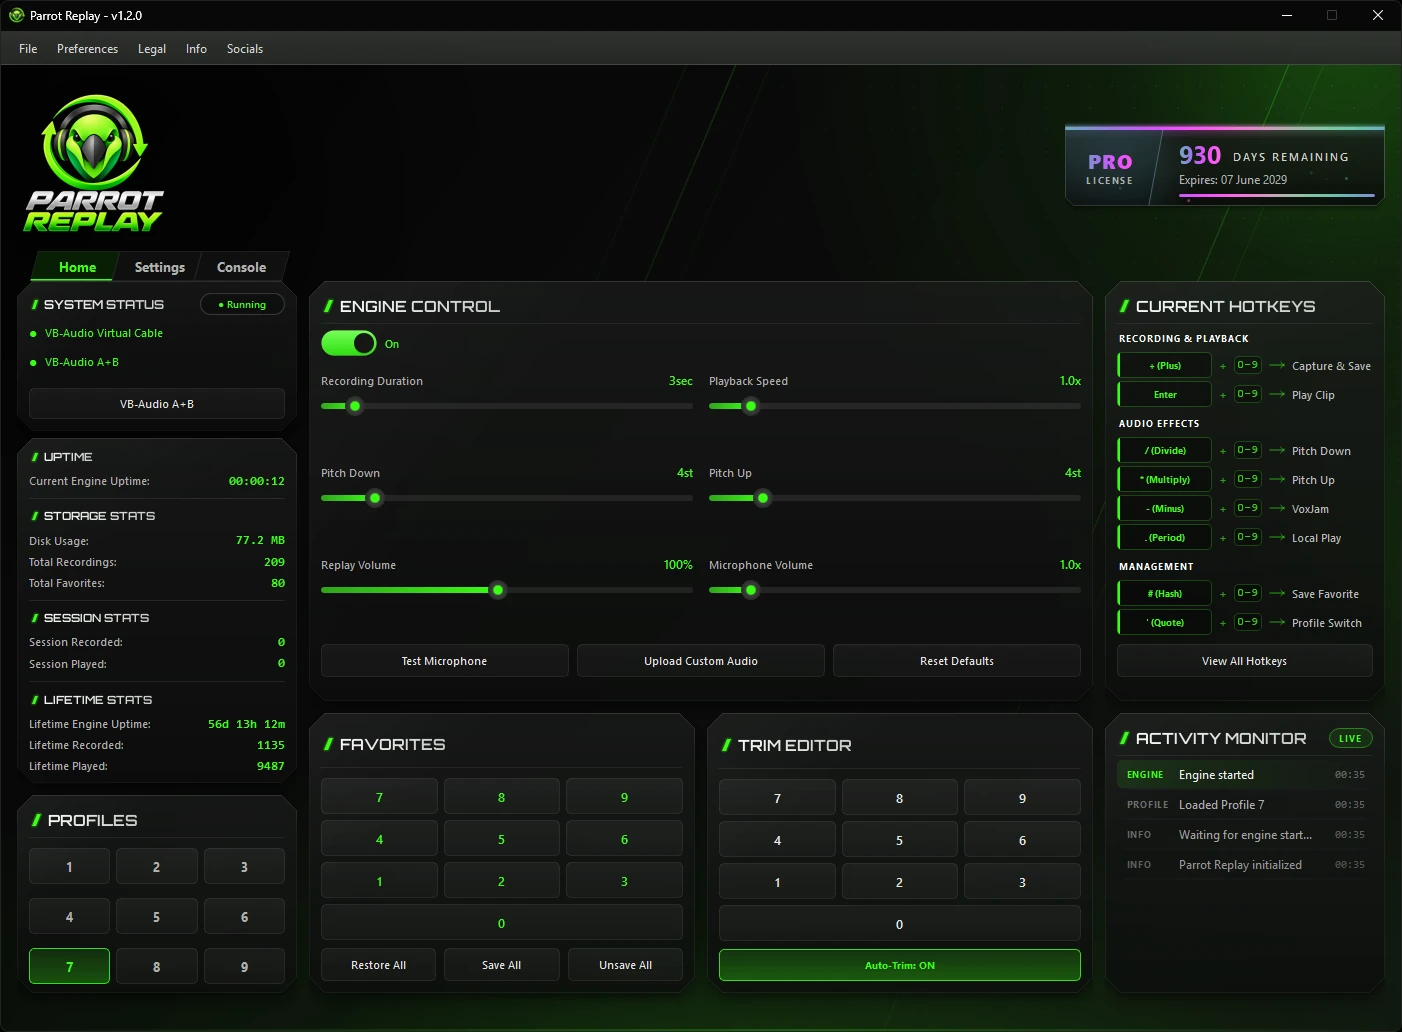 Parrot Replay - v1.2.0
File Preferences Legal Info Socials
PARROT
REPLAY
PRO
LICENSE
930 DAYS REMAINING
Expires: 07 June 2029
Home Settings Console
SYSTEM STATUS
Running
VB-Audio Virtual Cable
VB-Audio A+B
VB-Audio A+B
UPTIME
Current Engine Uptime: 00:00:12
STORAGE STATS
Disk Usage: 77.2 MB
Total Recordings: 209
Total Favorites: 80
SESSION STATS
Session Recorded: 0
Session Played: 0
LIFETIME STATS
Lifetime Engine Uptime: 56d 13h 12m
Lifetime Recorded: 1135
Lifetime Played: 9487
PROFILES
1 2 3
4 5 6
7 8 9
ENGINE CONTROL
On
Recording Duration 3sec
Playback Speed 1.0x
Pitch Down 4st
Pitch Up 4st
Replay Volume 100%
Microphone Volume 1.0x
Test Microphone Upload Custom Audio Reset Defaults
FAVORITES
7 8 9
4 5 6
1 2 3
0
Restore All Save All Unsave All
TRIM EDITOR
7 8 9
4 5 6
1 2 3
0
Auto-Trim: ON
CURRENT HOTKEYS
RECORDING & PLAYBACK
+ (Plus) + 0-9 → Capture & Save
Enter + 0-9 → Play Clip
AUDIO EFFECTS
/ (Divide) + 0-9 → Pitch Down
* (Multiply) + 0-9 → Pitch Up
- (Minus) + 0-9 → VoxJam
. (Period) + 0-9 → Local Play
MANAGEMENT
# (Hash) + 0-9 → Save Favorite
' (Quote) + 0-9 → Profile Switch
View All Hotkeys
ACTIVITY MONITOR LIVE
ENGINE Engine started 00:35
PROFILE Loaded Profile 7 00:35
INFO Waiting for engine start... 00:35
INFO Parrot Replay initialized 00:35